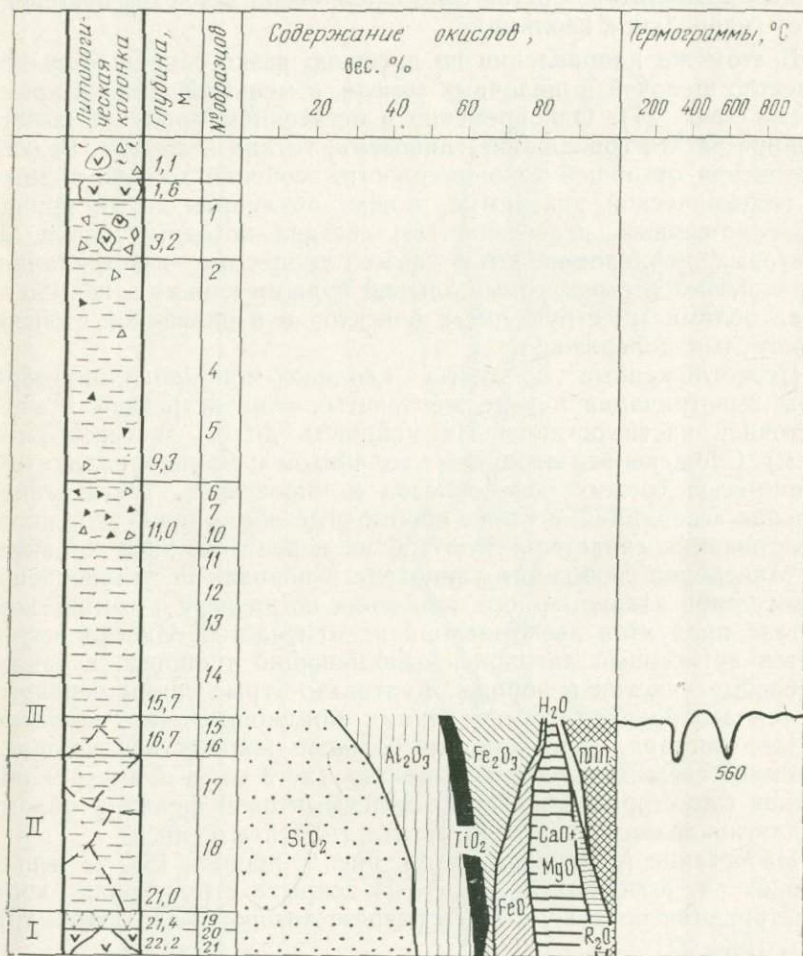 Литологи-
ческая
колонка
Глубина,
м
№ образцов
Содержание окислов,
вес. %
Термограммы, °С
20 40 60 80
200 400 600 800
1,1
1,6
1
3,2
2
4
5
9,3
6
7
11,0 10
11
12
13
14
15,7
H₂O
III
15
16,7
16
Al₂O₃ Fe₂O₃ ппп
560
17
II
SiO₂ TiO₂ CaO+
MgO
18
FeO
21,0
21,4 19
I
20
R₂O
22,2 21